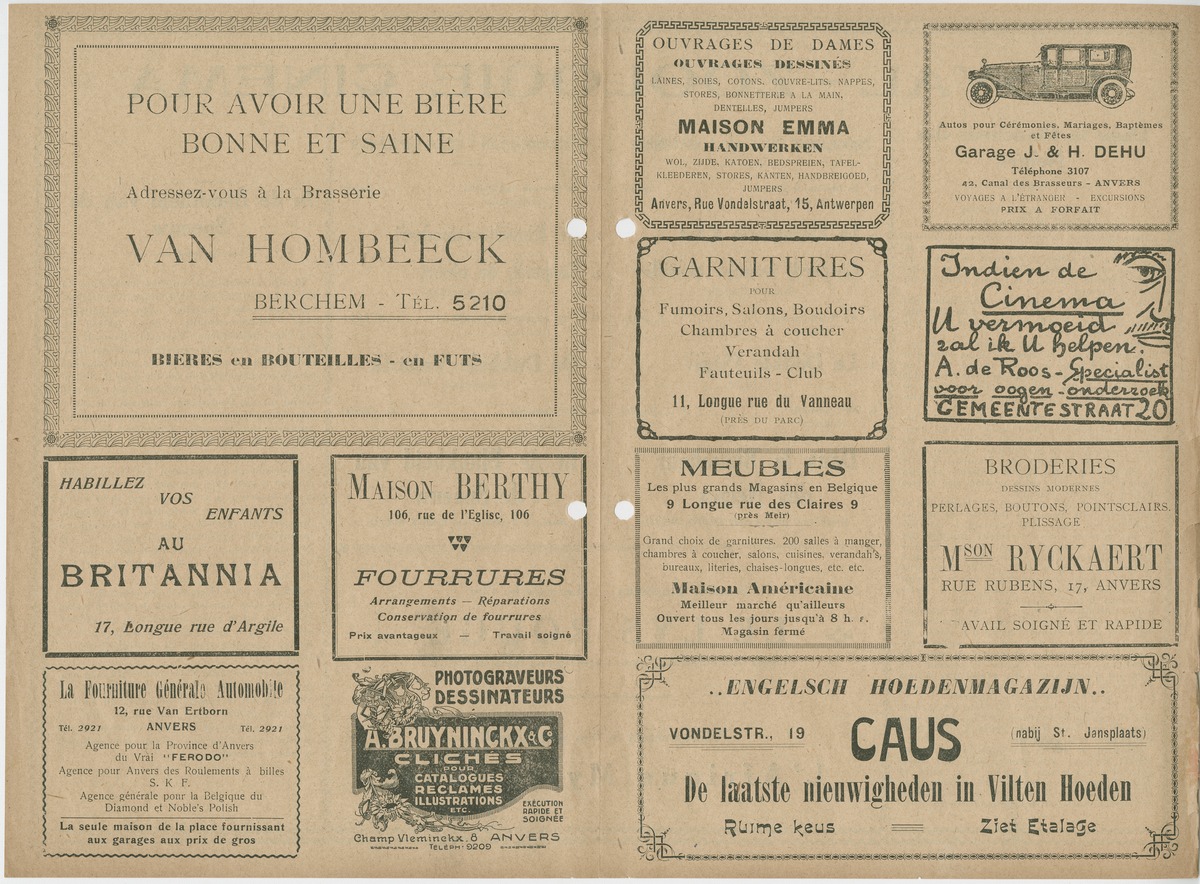 POUR AVOIR UNE BIÈRE
BONNE ET SAINE
Adressez-vous à la Brasserie
VAN HOMBEECK
BERCHEM - TÉL. 5210
BIERES en BOUTEILLES - en FUTS
HABILLEZ
VOS
ENFANTS
AU
BRITANNIA
17, Longue rue d'Argile
MAISON BERTHY
106, rue de l'Eglise, 106
FOURRURES
Arrangements — Réparations
Conservation de fourrures
Prix avantageux — Travail soigné
La Fourniture Générale Automobile
12, rue Van Ertborn
Tél. 2921 ANVERS Tél. 2921
Agence pour la Province d'Anvers
du Vrai "FERODO"
Agence pour Anvers des Roulements à billes
S. K. F.
Agence générale pour la Belgique du
Diamond et Noble's Polish
La seule maison de la place fournissant
aux garages aux prix de gros
PHOTOGRAVEURS
DESSINATEURS
A. BRUYNINCKX & Co
CLICHÉS
POUR
CATALOGUES
RECLAMES
ILLUSTRATIONS
ETC.
EXÉCUTION
RAPIDE ET
SOIGNÉE
Champ Vleminckx, 8 ANVERS
TELEPH· 9209
OUVRAGES DE DAMES
OUVRAGES DESSINÉS
LAINES, SOIES, COTONS, COUVRE-LITS, NAPPES,
STORES, BONNETTERIE A LA MAIN,
DENTELLES, JUMPERS
MAISON EMMA
HANDWERKEN
WOL, ZIJDE, KATOEN, BEDSPREIEN, TAFEL-
KLEEDEREN, STORES, KANTEN, HANDBREIGOED,
JUMPERS
Anvers, Rue Vondelstraat, 15, Antwerpen
Autos pour Cérémonies, Mariages, Baptêmes
et Fêtes
Garage J. & H. DEHU
Téléphone 3107
42, Canal des Brasseurs - ANVERS
VOYAGES A L'ÉTRANGER - EXCURSIONS
PRIX A FORFAIT
GARNITURES
POUR
Fumoirs, Salons, Boudoirs
Chambres à coucher
Verandah
Fauteuils - Club
11, Longue rue du Vanneau
(PRÈS DU PARC)
Indien de
Cinema
U vermoeid
zal ik U helpen.
A. de Roos - Specialist
voor oogen - onderzoek
GEMEENTESTRAAT 20
MEUBLES
Les plus grands Magasins en Belgique
9 Longue rue des Claires 9
(près Meir)
Grand choix de garnitures. 200 salles à manger,
chambres à coucher, salons, cuisines, verandah's,
bureaux, literies, chaises-longues, etc. etc.
Maison Américaine
Meilleur marché qu'ailleurs
Ouvert tous les jours jusqu'à 8 h. s.
Magasin fermé
BRODERIES
DESSINS MODERNES
PERLAGES, BOUTONS, POINTSCLAIRS,
PLISSAGE
MSON RYCKAERT
RUE RUBENS, 17, ANVERS
AVAIL SOIGNÉ ET RAPIDE
..ENGELSCH HOEDENMAGAZIJN..
VONDELSTR., 19 CAUS (nabij St. Jansplaats)
De laatste nieuwigheden in Vilten Hoeden
Ruime keus Ziet Etalage